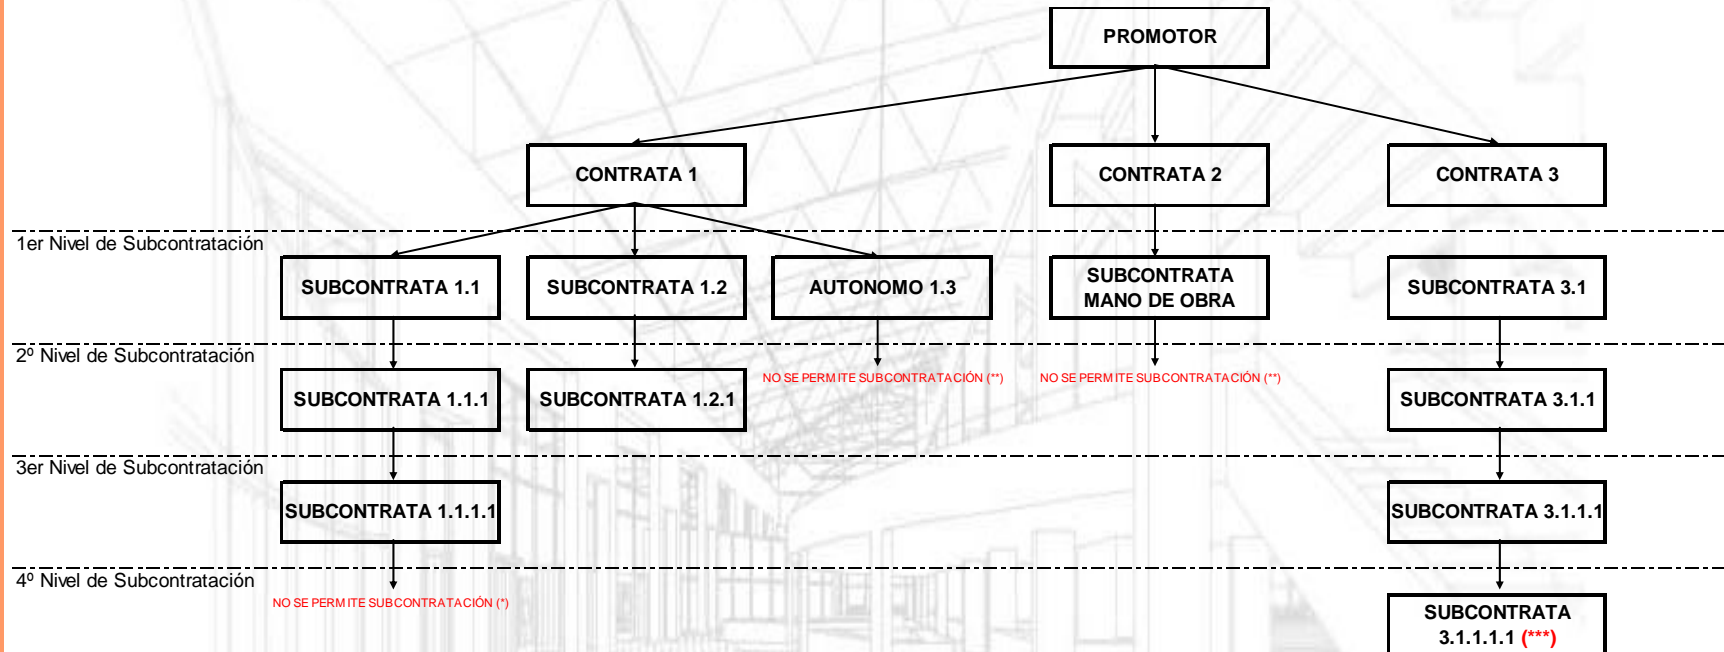 PROMOTOR
CONTRATA 1
CONTRATA 2
CONTRATA 3
1er Nivel de Subcontratación
SUBCONTRATA 1.1
SUBCONTRATA 1.2
AUTONOMO 1.3
SUBCONTRATA
MANO DE OBRA
SUBCONTRATA 3.1
2º Nivel de Subcontratación
NO SE PERMITE SUBCONTRATACIÓN (**)
NO SE PERMITE SUBCONTRATACIÓN (**)
SUBCONTRATA 1.1.1
SUBCONTRATA 1.2.1
SUBCONTRATA 3.1.1
3er Nivel de Subcontratación
SUBCONTRATA 1.1.1.1
SUBCONTRATA 3.1.1.1
4º Nivel de Subcontratación
NO SE PERMITE SUBCONTRATACIÓN (*)
SUBCONTRATA
3.1.1.1.1 (***)